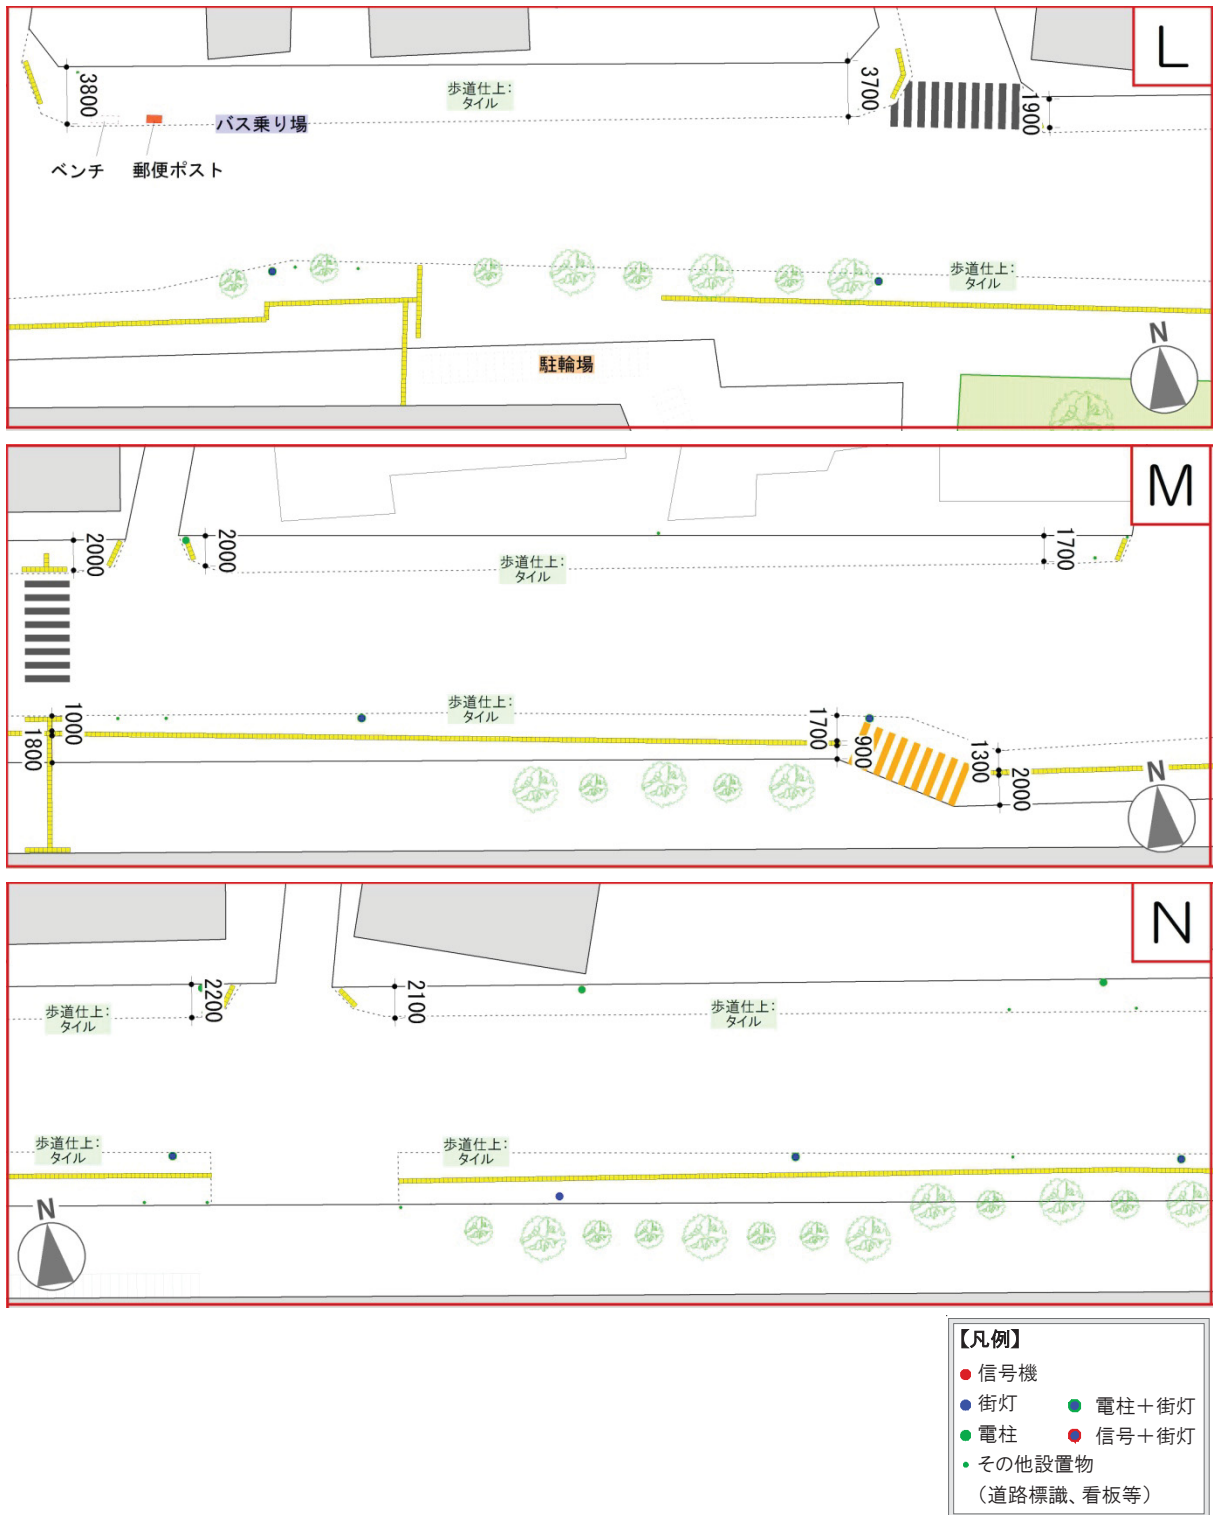 L
3800
歩道仕上:
タイル
3700
1900
バス乗り場
ベンチ
郵便ポスト
歩道仕上:
タイル
駐輪場
N
M
2000
2000
歩道仕上:
タイル
1700
歩道仕上:
タイル
1000
1800
1700
900
1300
2000
N
N
2200
2100
歩道仕上:
タイル
歩道仕上:
タイル
歩道仕上:
タイル
歩道仕上:
タイル
N
【凡例】
信号機
街灯
電柱＋街灯
電柱
信号＋街灯
その他設置物
（道路標識、看板等）